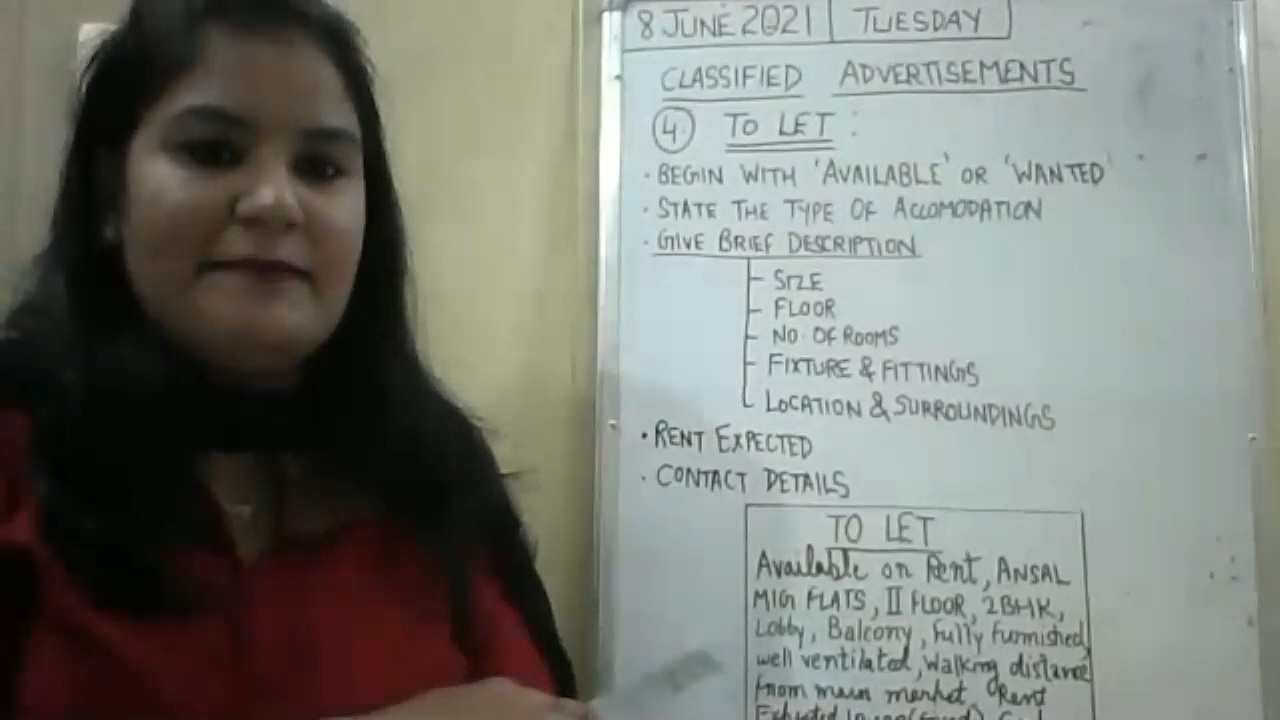 8 JUNE 2021 TUESDAY
CLASSIFIED ADVERTISEMENTS
4. TO LET :
· BEGIN WITH 'AVAILABLE' OR 'WANTED'
· STATE THE TYPE OF ACCOMODATION
· GIVE BRIEF DESCRIPTION
SIZE
FLOOR
NO. OF ROOMS
FIXTURE & FITTINGS
LOCATION & SURROUNDINGS
· RENT EXPECTED
· CONTACT DETAILS
TO LET
Available on Rent, ANSAL
MIG FLATS, II FLOOR, 2BHK,
Lobby, Balcony, fully furnished,
well ventilated, walking distance
from main market. Rent
Expected